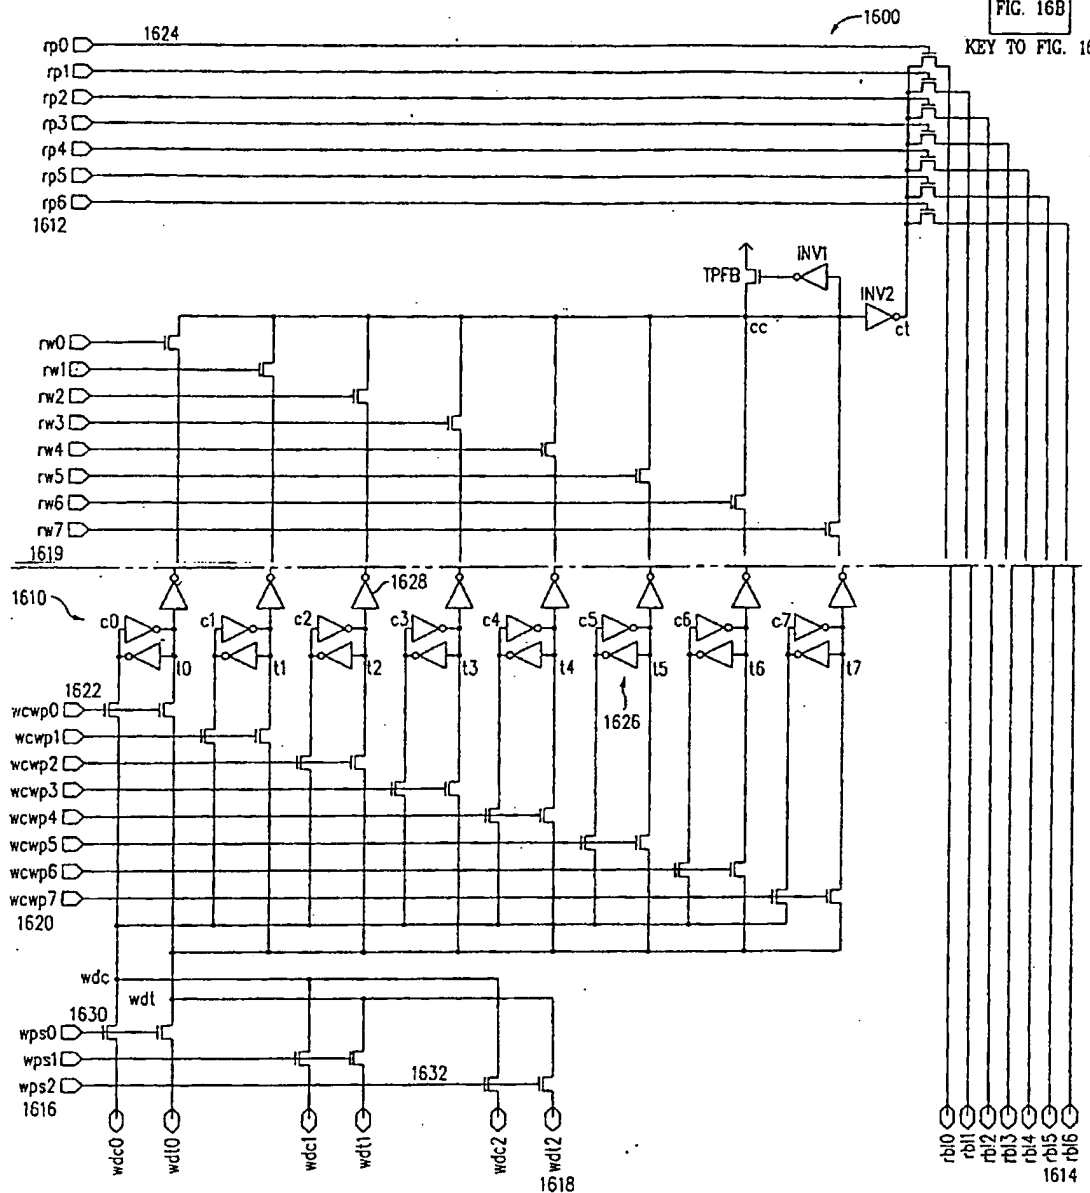 FIG. 16B
KEY TO FIG. 16
1600
1624
rp0
rp1
rp2
rp3
rp4
rp5
rp6
1612
TPFB
INV1
INV2
cc
ct
rw0
rw1
rw2
rw3
rw4
rw5
rw6
rw7
1619
1610
1628
c0
c1
c2
c3
c4
c5
c6
c7
t0
t1
t2
t3
t4
t5
t6
t7
1626
1622
wcwp0
wcwp1
wcwp2
wcwp3
wcwp4
wcwp5
wcwp6
wcwp7
1620
wdc
wdt
1630
wps0
wps1
wps2
1632
1616
wdc0
wdt0
wdc1
wdt1
wdc2
wdt2
1618
rbl0
rbl1
rbl2
rbl3
rbl4
rbl5
rbl6
1614